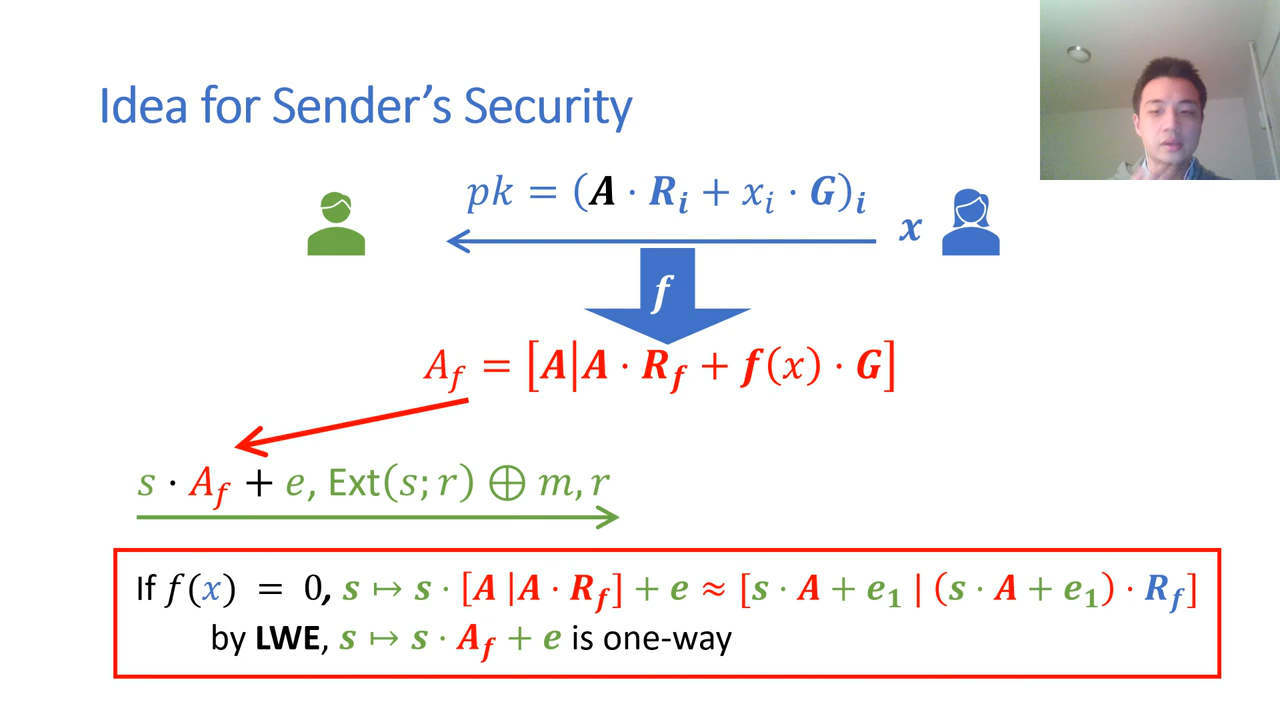 Idea for Sender's Security
pk = (A · R_i + x_i · G)_i
x
f
A_f = [A|A · R_f + f(x) · G]
s · A_f + e, Ext(s; r) ⊕ m, r
If f(x) = 0, s ↦ s · [A |A · R_f] + e ≈ [s · A + e_1 | (s · A + e_1) · R_f]
by LWE, s ↦ s · A_f + e is one-way